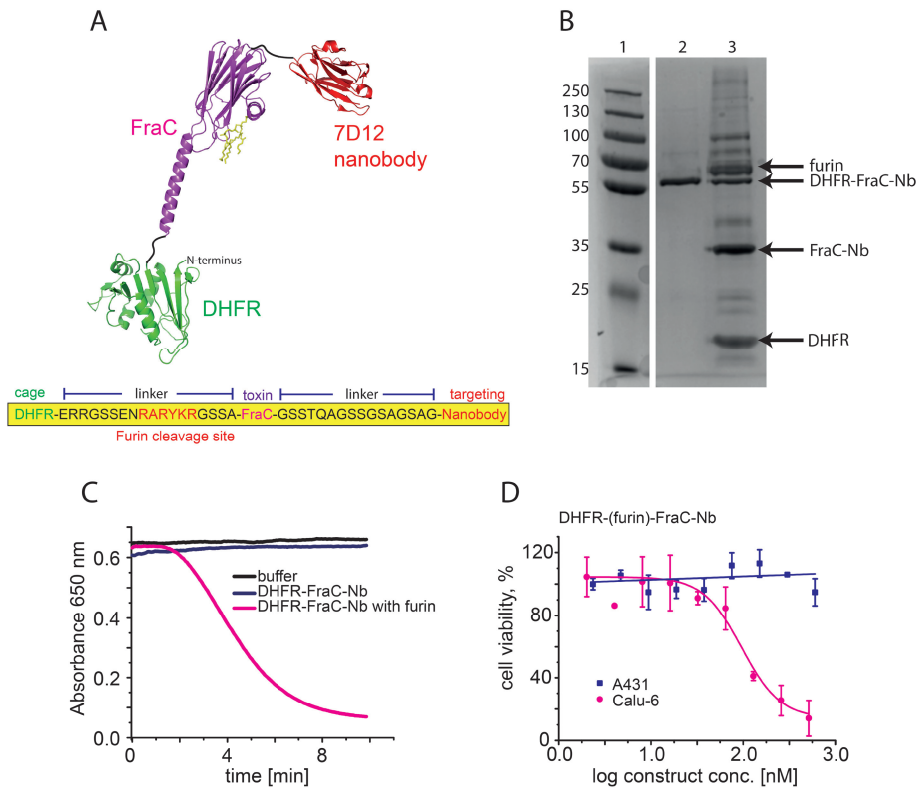 A
FraC
7D12
nanobody
N-terminus
DHFR
cage linker toxin linker targeting
DHFR-ERRGSSENRARYKRGSSA-FraC-GSSTQAGSSGSAGSAG-Nanobody
Furin cleavage site
B
1 2 3
250
130
100
70
55
35
25
15
furin
DHFR-FraC-Nb
FraC-Nb
DHFR
C
Absorbance 650 nm
0.6
0.4
0.2
0.0
buffer
DHFR-FraC-Nb
DHFR-FraC-Nb with furin
0 4 8
time [min]
D
DHFR-(furin)-FraC-Nb
cell viability, %
120
80
40
0
A431
Calu-6
0.0 1.0 2.0 3.0
log construct conc. [nM]